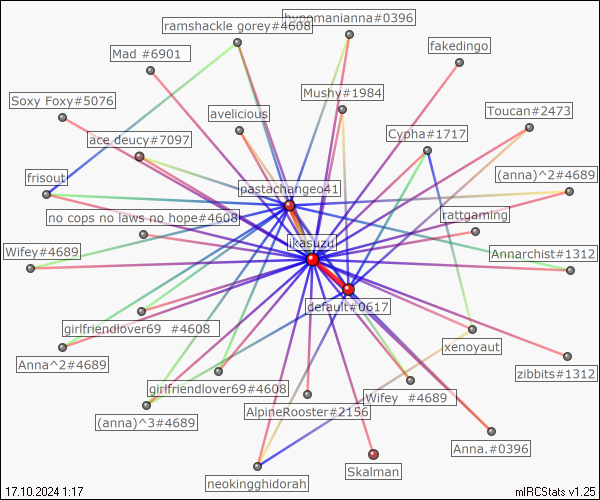 hypnomanianna#0396
ramshackle gorey#4608
fakedingo
Mad #6901
Mushy#1984
Soxy Foxy#5076
avelicious
Toucan#2473
ace deucy#7097
Cypha#1717
frisout
(anna)^2#4689
pastachangeo41
no cops no laws no hope#4608
rattgaming
ikasuzu
Wifey#4689
Annarchist#1312
default#0617
girlfriendlover69 #4608
xenoyaut
Anna^2#4689
zibbits#1312
girlfriendlover69#4608
Wifey #4689
AlpineRooster#2156
(anna)^3#4689
Anna.#0396
Skalman
neokingghidorah
17.10.2024 1:17
mIRCStats v1.25